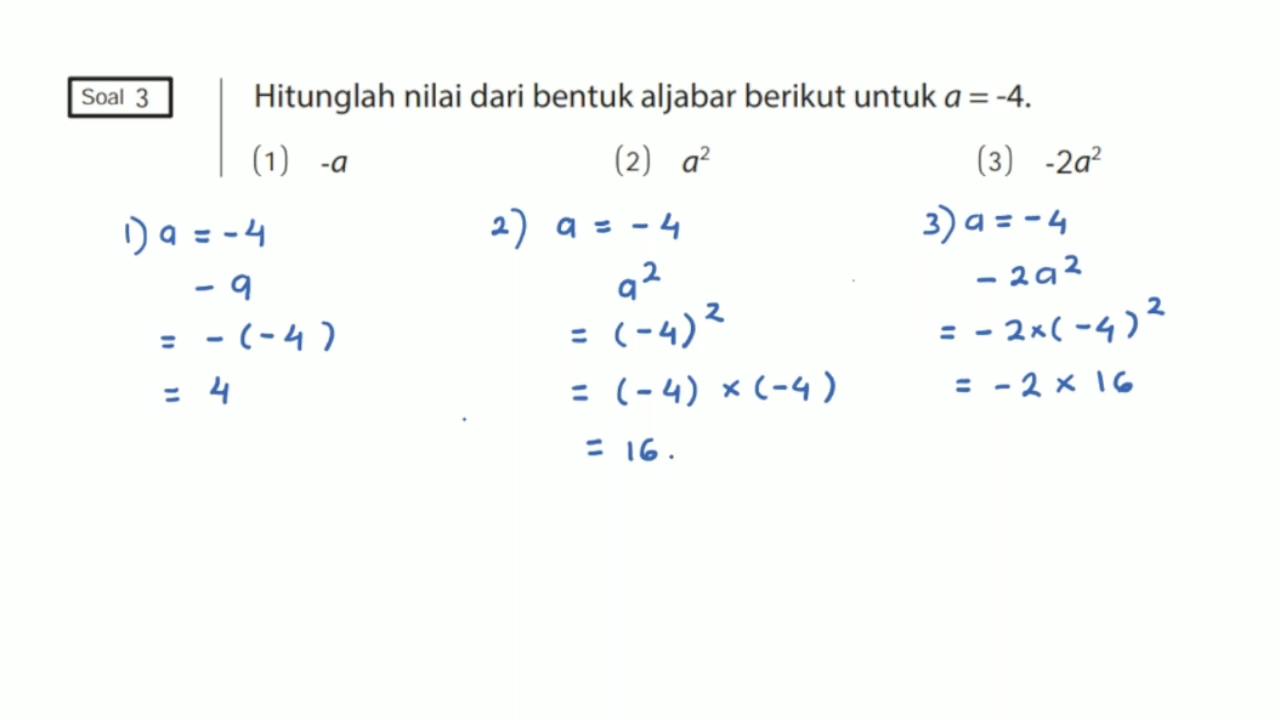 Soal 3
Hitunglah nilai dari bentuk aljabar berikut untuk a = -4.
(1) -a (2) a² (3) -2a²
1) a = -4
- a
= -(-4)
= 4
2) a = -4
a²
= (-4)²
= (-4) × (-4)
= 16.
3) a = -4
- 2a²
= -2×(-4)²
= -2 × 16